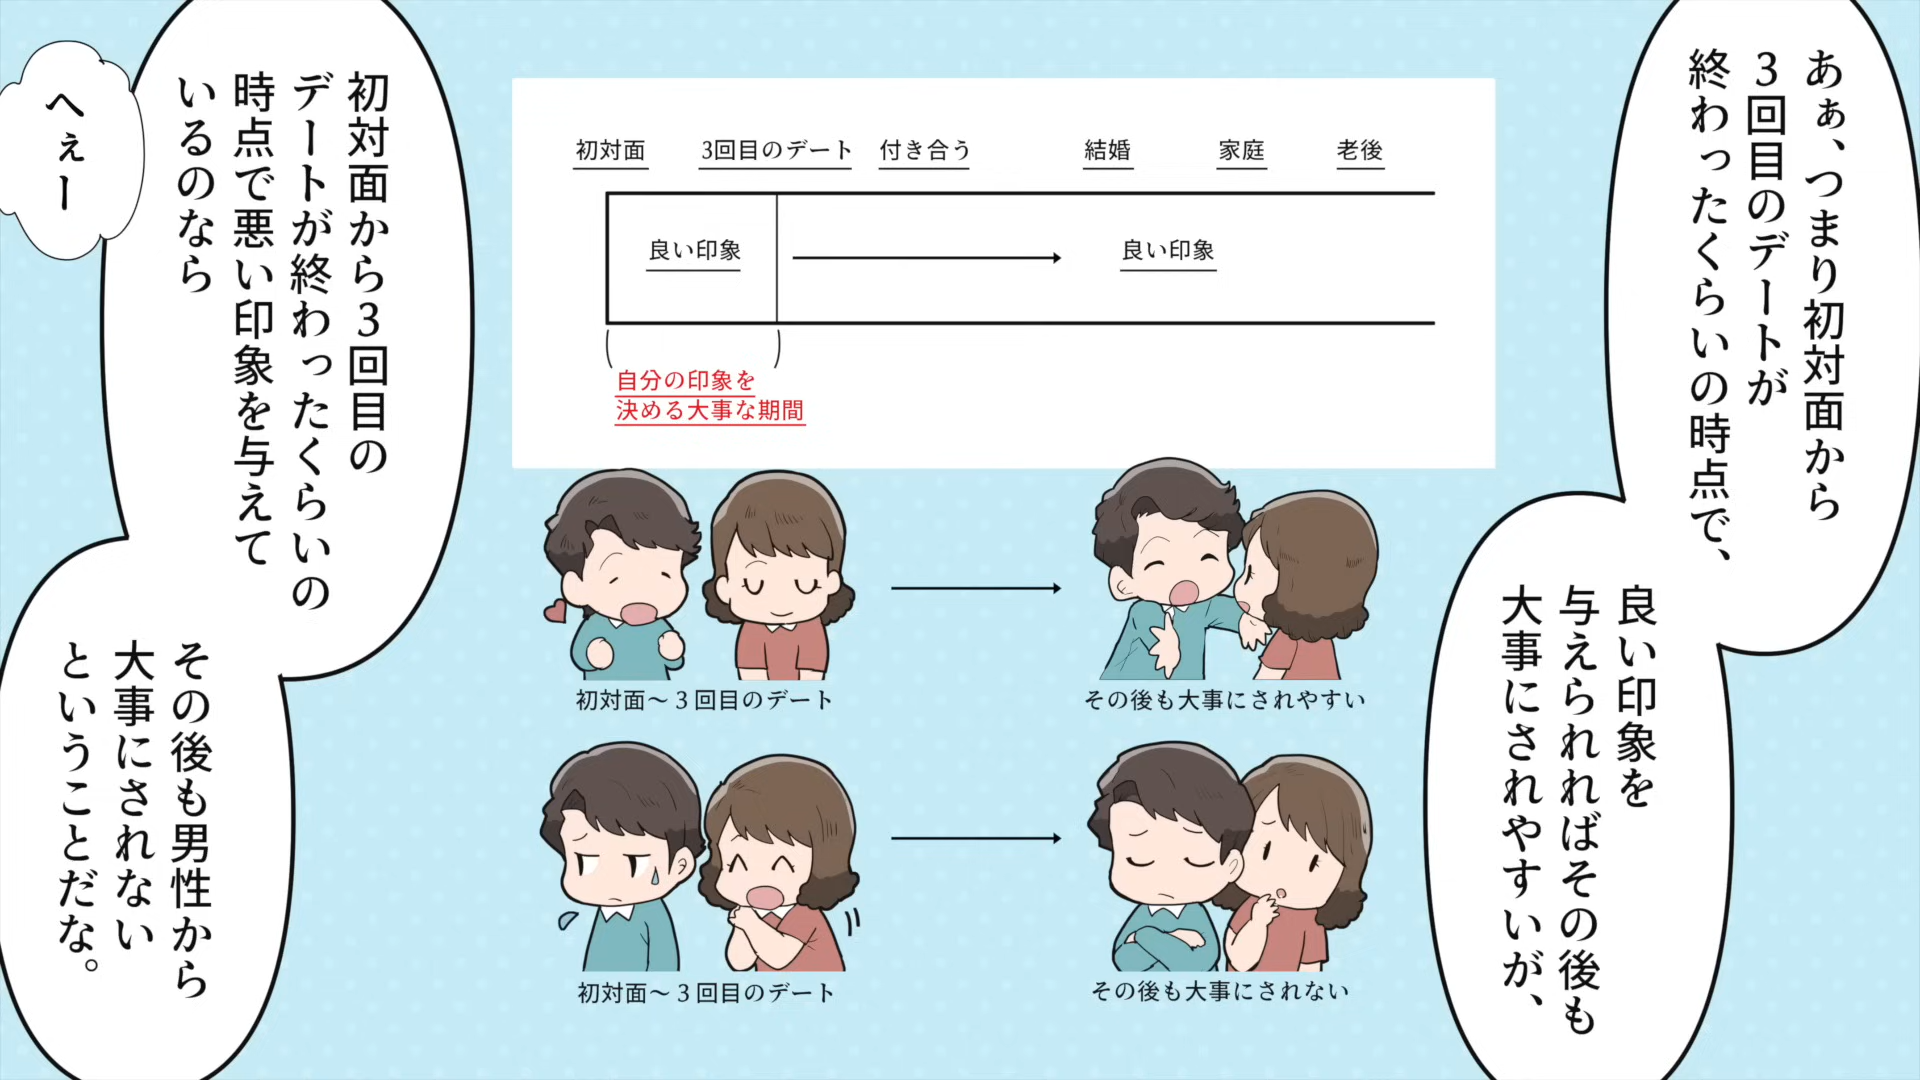 あぁ、つまり初対面から
3回目のデートが
終わったくらいの時点で、
良い印象を
与えられればその後も
大事にされやすいが、
初対面
3回目のデート
付き合う
結婚
家庭
老後
良い印象
良い印象
自分の印象を
決める大事な期間
初対面～3回目のデート
その後も大事にされやすい
初対面～3回目のデート
その後も大事にされない
初対面から3回目の
デートが終わったくらいの
時点で悪い印象を与えて
いるのなら
その後も男性から
大事にされない
ということだな。
へぇー